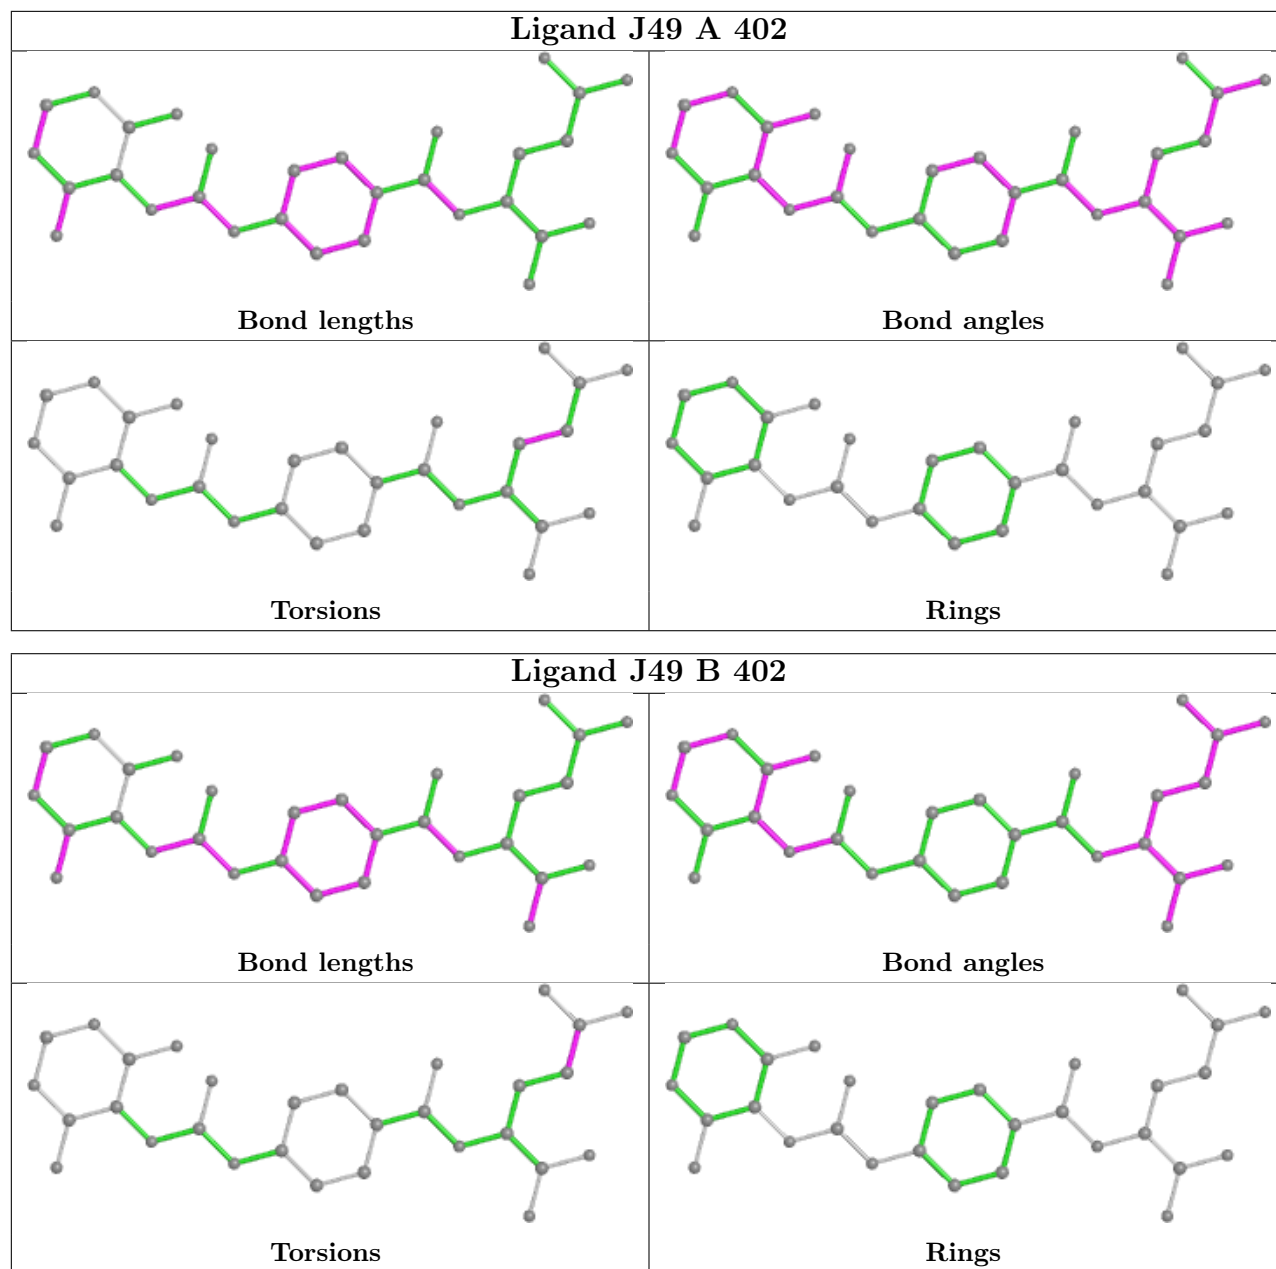 Ligand J49 A 402
Bond lengths
Bond angles
Torsions
Rings
Ligand J49 B 402
Bond lengths
Bond angles
Torsions
Rings